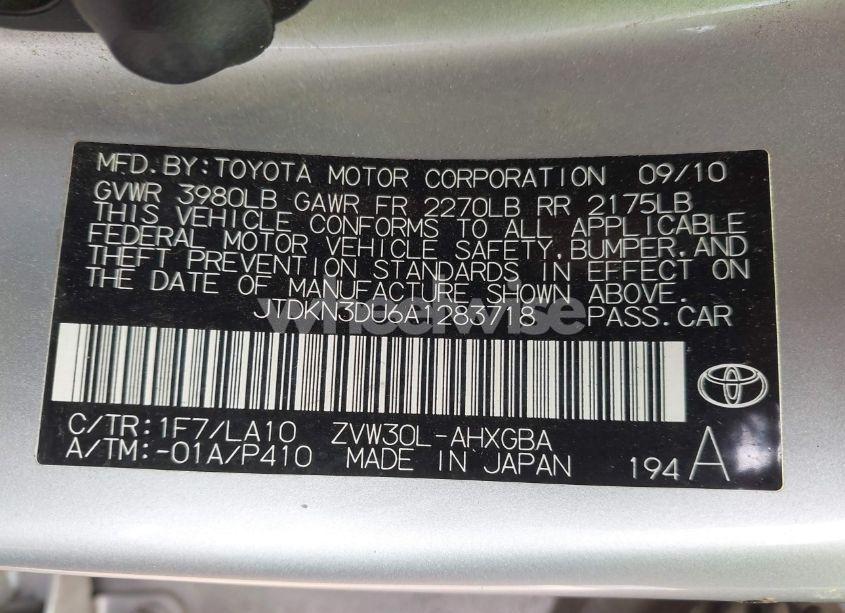 MFD.BY:TOYOTA MOTOR CORPORATION 09/10
GVWR 3980LB GAWR FR 2270LB RR 2175LB
THIS VEHICLE CONFORMS TO ALL APPLICABLE
FEDERAL MOTOR VEHICLE SAFETY,BUMPER,AND
THEFT PREVENTION STANDARDS IN EFFECT ON
THE DATE OF MANUFACTURE SHOWN ABOVE.
JTDKN3DU6A1283718 PASS.CAR
wheelwise
C/TR:1F7/LA10 ZVW30L-AHXGBA
A/TM:-01A/P410 MADE IN JAPAN 194 A